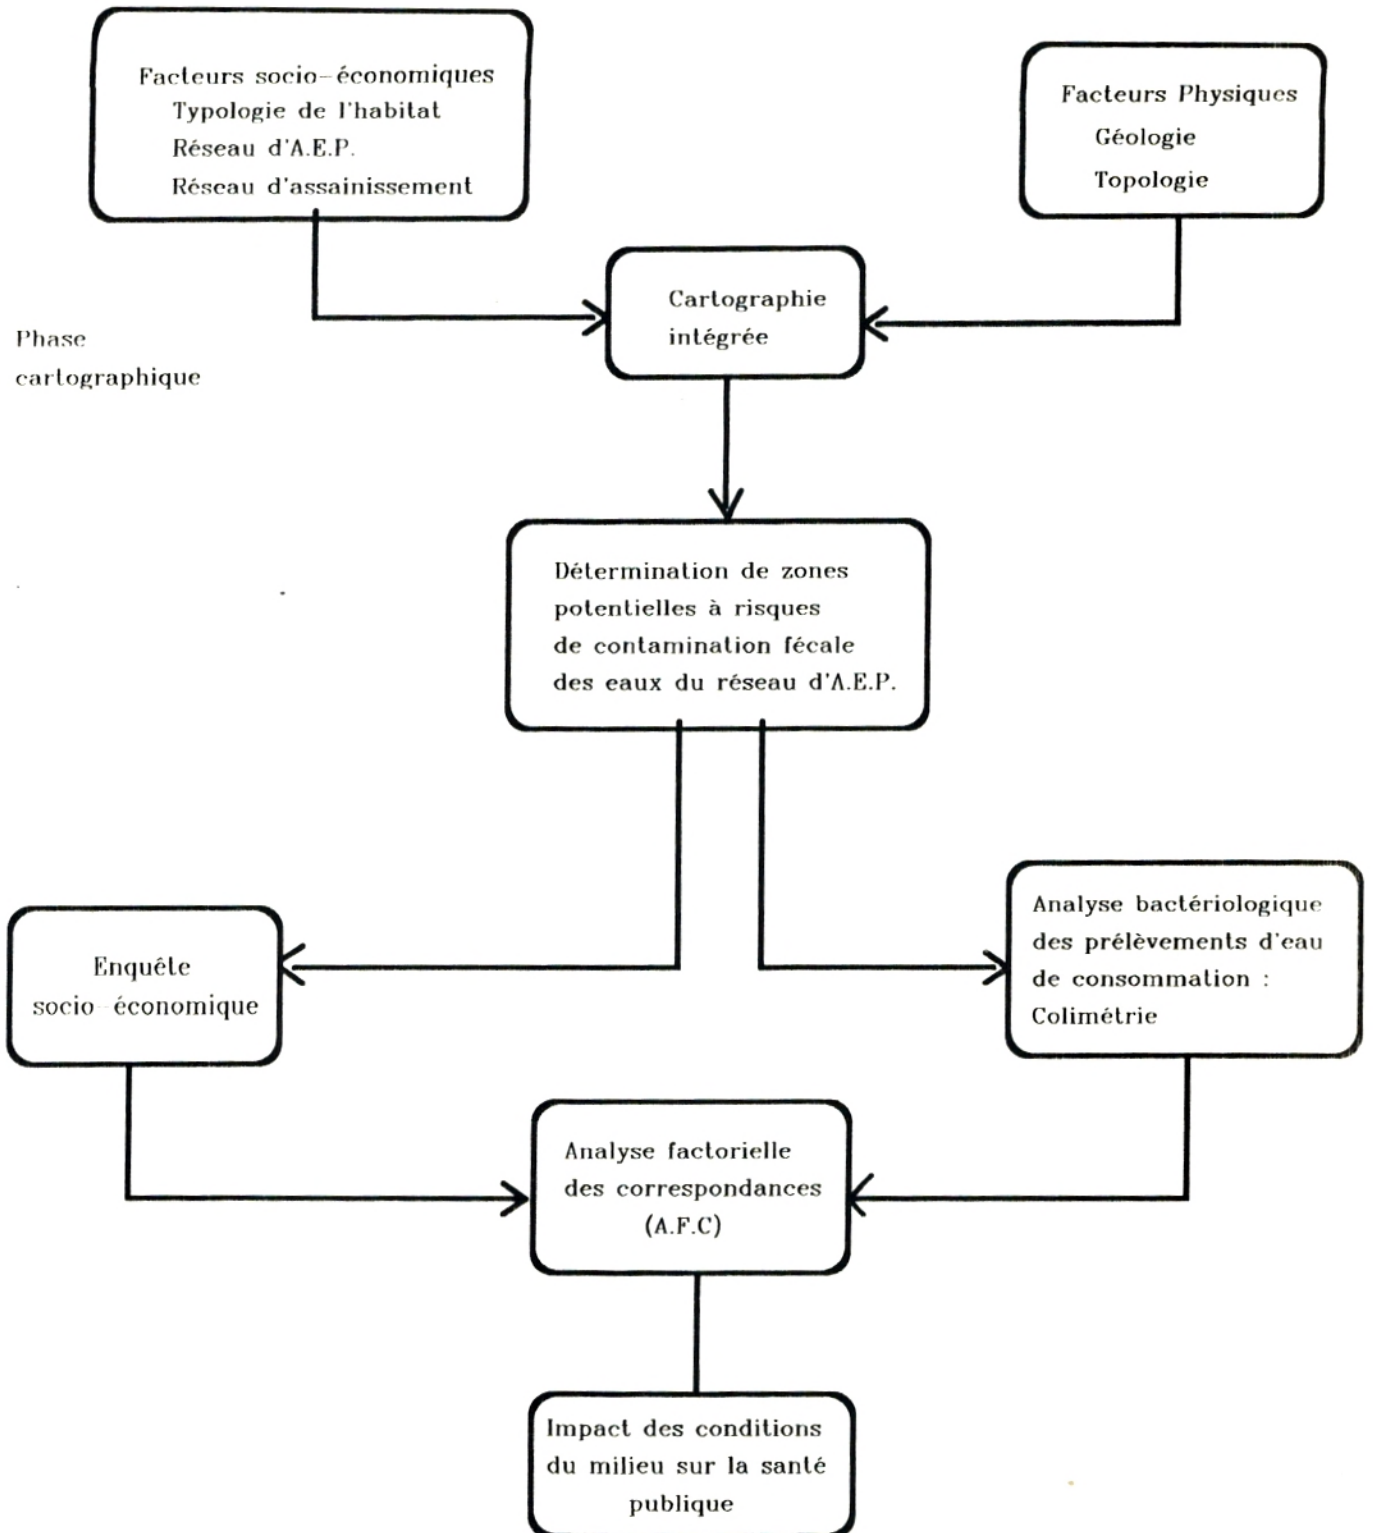 Facteurs socio-économiques
Typologie de l'habitat
Réseau d'A.E.P.
Réseau d'assainissement
Facteurs Physiques
Géologie
Topologie
Cartographie
intégrée
Phase
cartographique
Détermination de zones
potentielles à risques
de contamination fécale
des eaux du réseau d'A.E.P.
Enquête
socio-économique
Analyse bactériologique
des prélèvements d'eau
de consommation :
Colimétrie
Analyse factorielle
des correspondances
(A.F.C)
Impact des conditions
du milieu sur la santé
publique